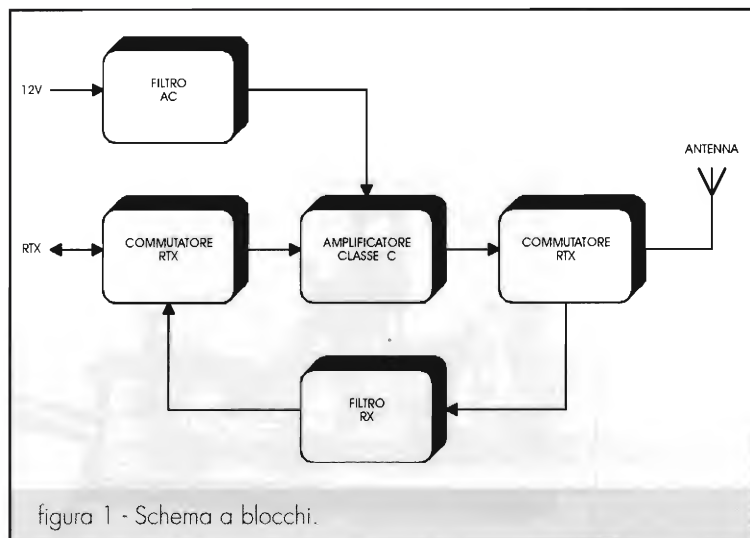 FILTRO
AC
12V
ANTENNA
RTX
COMMUTATORE
RTX
AMPLIFICATORE
CLASSE C
COMMUTATORE
RTX
FILTRO
RX
figura 1 - Schema a blocchi.